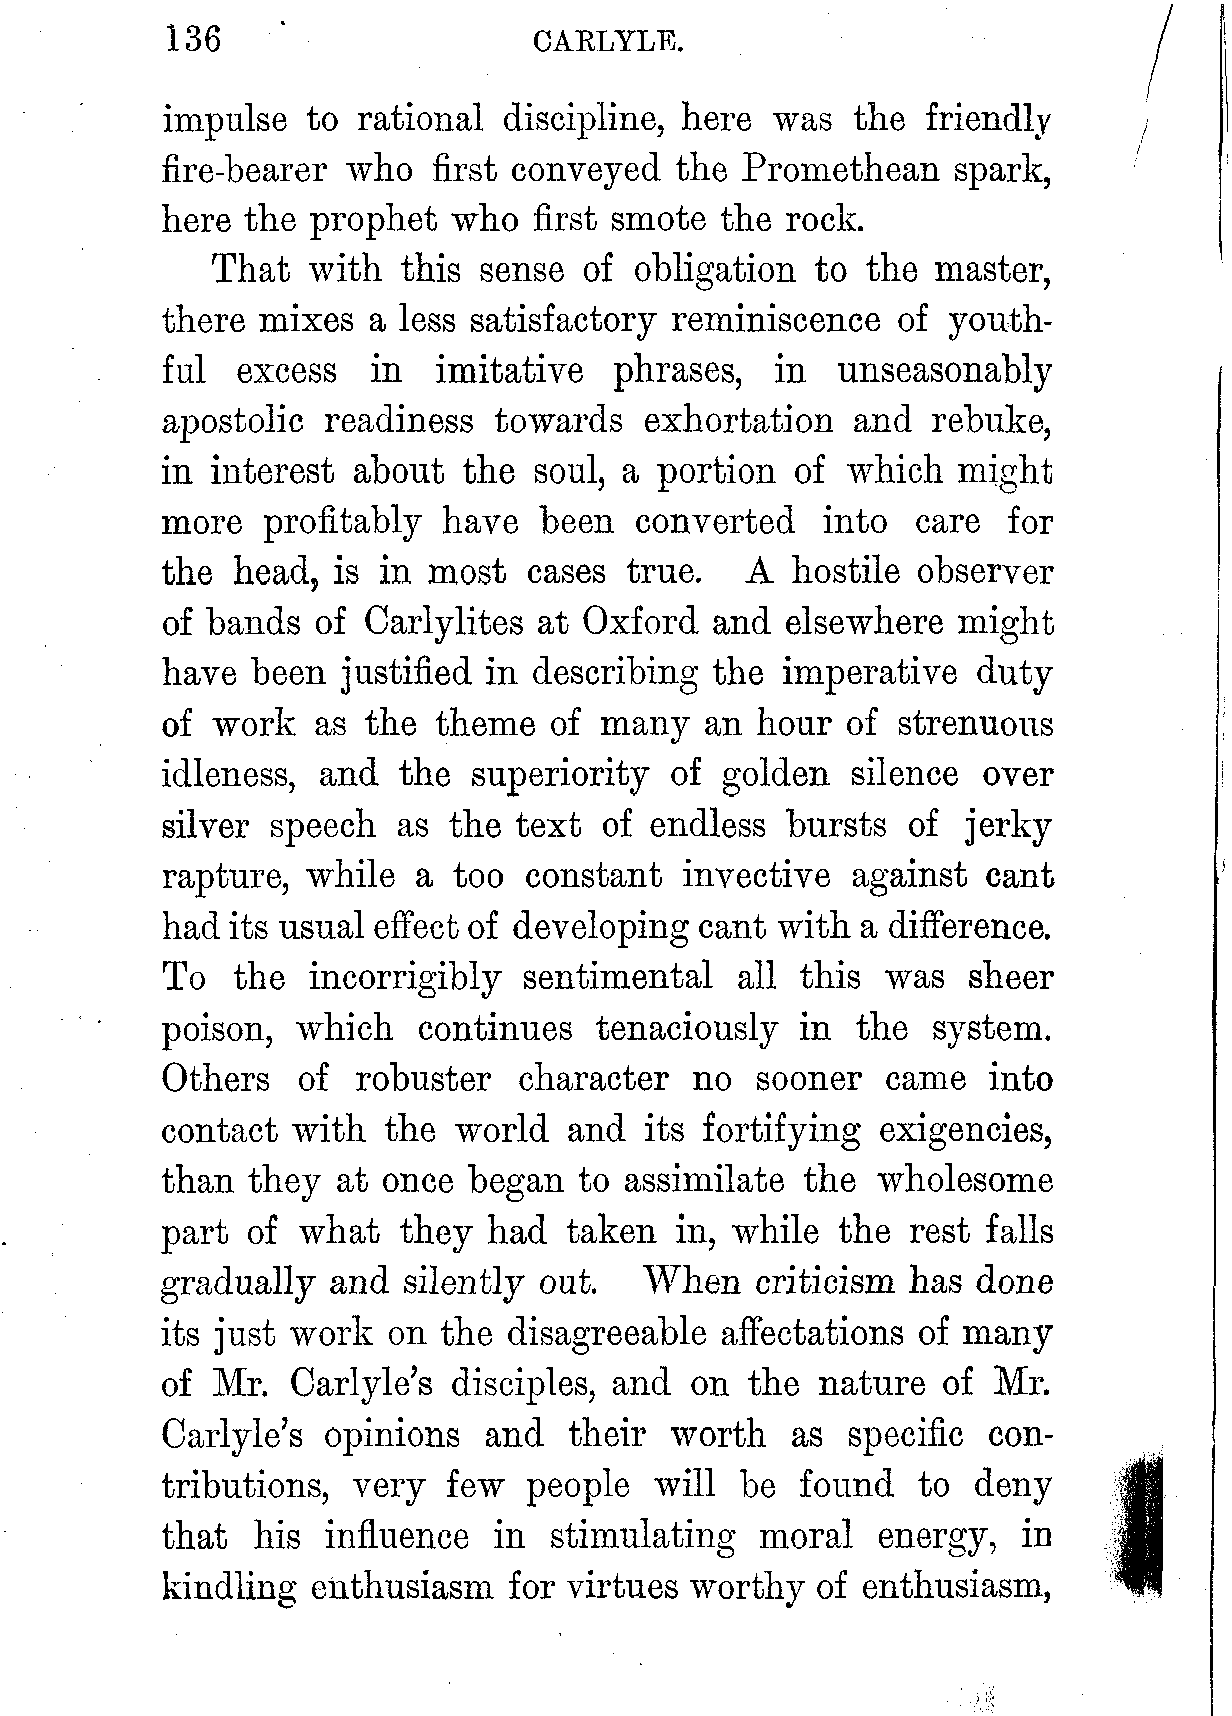 136 CARLYLE.
impulse to rational discipline, here was the friendly
fire-bearer who first conveyed the Promethean spark,
here the prophet who first smote the rock.
That with this sense of obligation to the master,
there mixes a less satisfactory reminiscence of youth-
ful excess in imitative phrases, in unseasonably
apostolic readiness towards exhortation and rebuke,
in interest about the soul, a portion of which might
more profitably have been converted into care for
the head, is in most cases true. A hostile observer
of bands of Carlylites at Oxford and elsewhere might
have been justified in describing the imperative duty
of work as the theme of many an hour of strenuous
idleness, and the superiority of golden silence over
silver speech as the text of endless bursts of jerky
rapture, while a too constant invective against cant
had its usual effect of developing cant with a difference.
To the incorrigibly sentimental all this was sheer
poison, which continues tenaciously in the system.
Others of robuster character no sooner came into
contact with the world and its fortifying exigencies,
than they at once began to assimilate the wholesome
part of what they had taken in, while the rest falls
gradually and silently out. When criticism has done
its just work on the disagreeable affectations of many
of Mr. Carlyle's disciples, and on the nature of Mr.
Carlyle's opinions and their worth as specific con-
tributions, very few people will be found to deny
that his influence in stimulating moral energy, in
kindling enthusiasm for virtues worthy of enthusiasm,